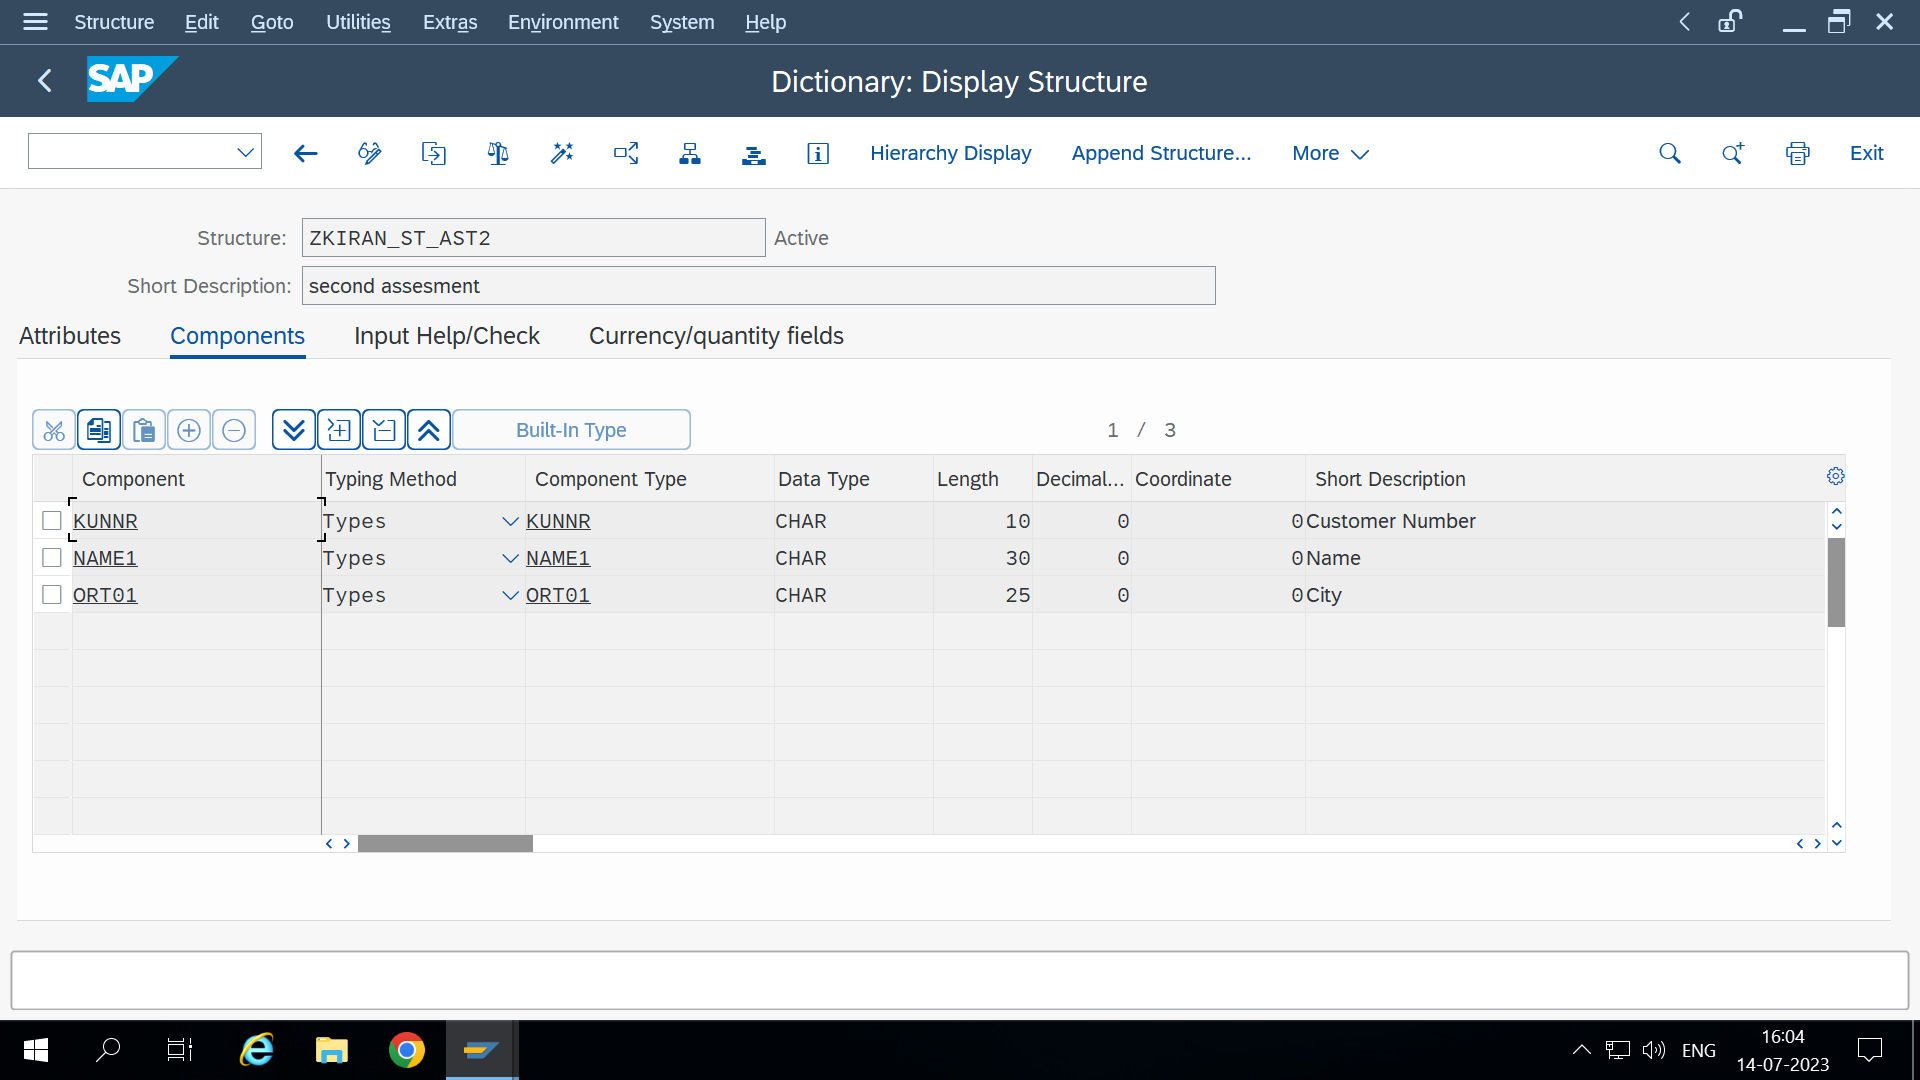 Structure Edit Goto Utilities Extras Environment System Help
SAP Dictionary: Display Structure
Hierarchy Display Append Structure... More Exit
Structure: ZKIRAN_ST_AST2 Active
Short Description: second assesment
Attributes Components Input Help/Check Currency/quantity fields
Built-In Type 1 / 3
Component Typing Method Component Type Data Type Length Decimal... Coordinate Short Description
KUNNR Types KUNNR CHAR 10 0 0 Customer Number
NAME1 Types NAME1 CHAR 30 0 0 Name
ORT01 Types ORT01 CHAR 25 0 0 City
ENG 16:04
14-07-2023